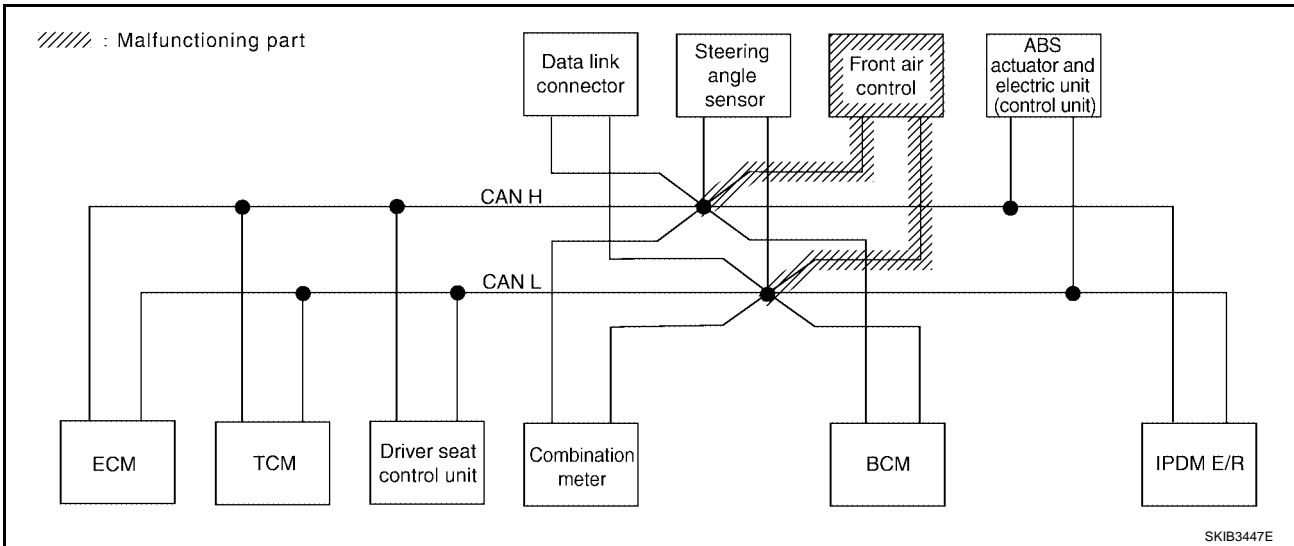 : Malfunctioning part
Data link
connector
Steering
angle
sensor
Front air
control
ABS
actuator and
electric unit
(control unit)
CAN H
CAN L
ECM
TCM
Driver seat
control unit
Combination
meter
BCM
IPDM E/R
SKIB3447E